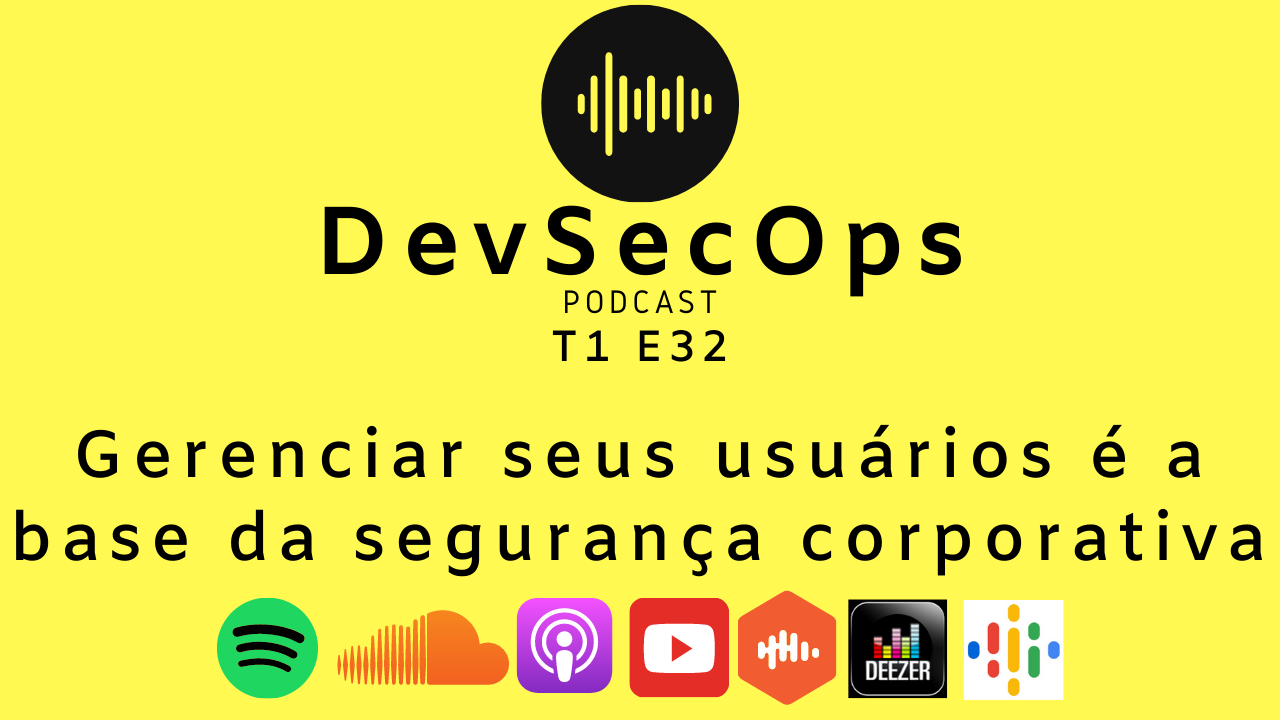 DevSecOps
PODCAST
T1 E32
Gerenciar seus usuários é a
base da segurança corporativa
DEEZER